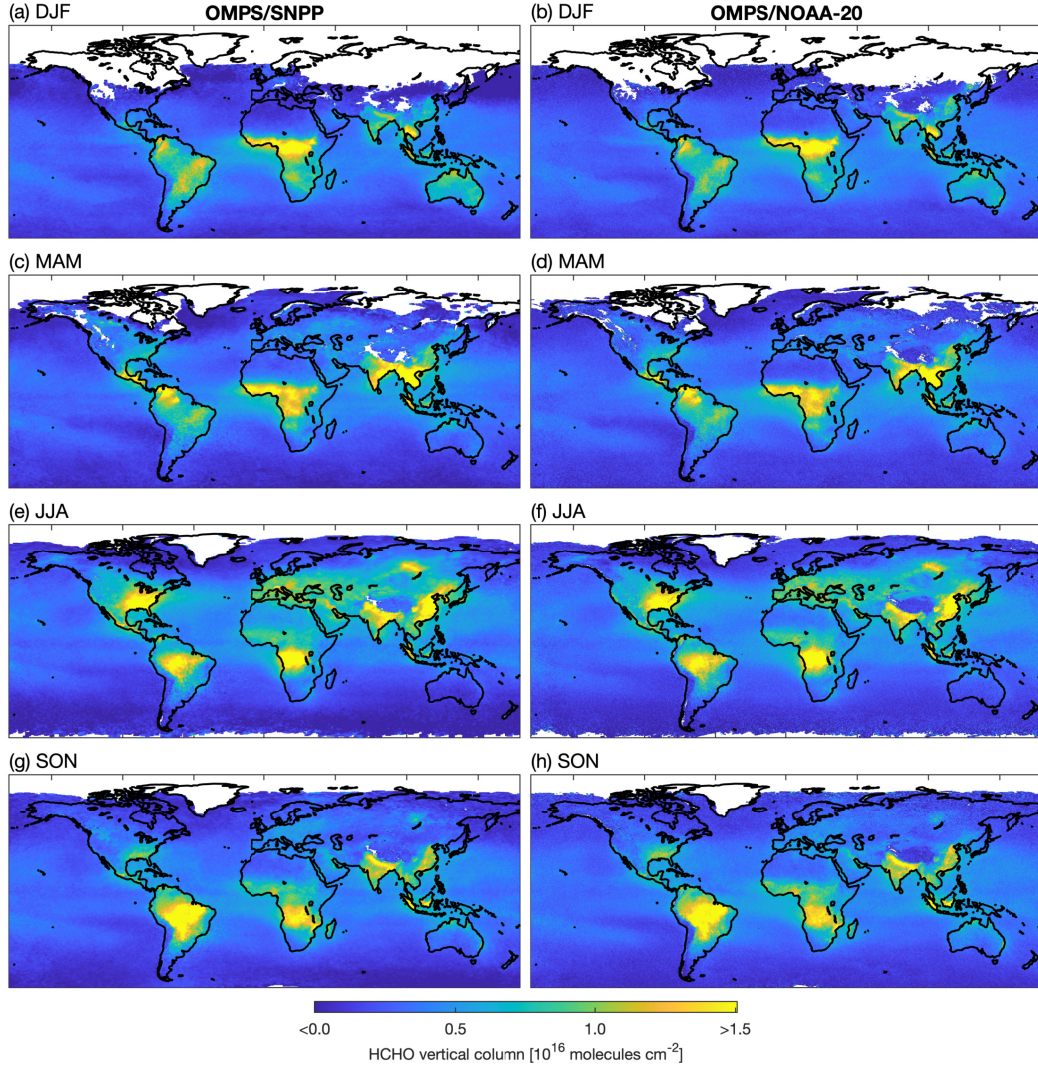 OMPS/SNPP
OMPS/NOAA-20
(a) DJF
(b) DJF
(c) MAM
(d) MAM
(e) JJA
(f) JJA
(g) SON
(h) SON
<0.0 0.5 1.0 >1.5
HCHO vertical column [10¹⁶ molecules cm⁻²]